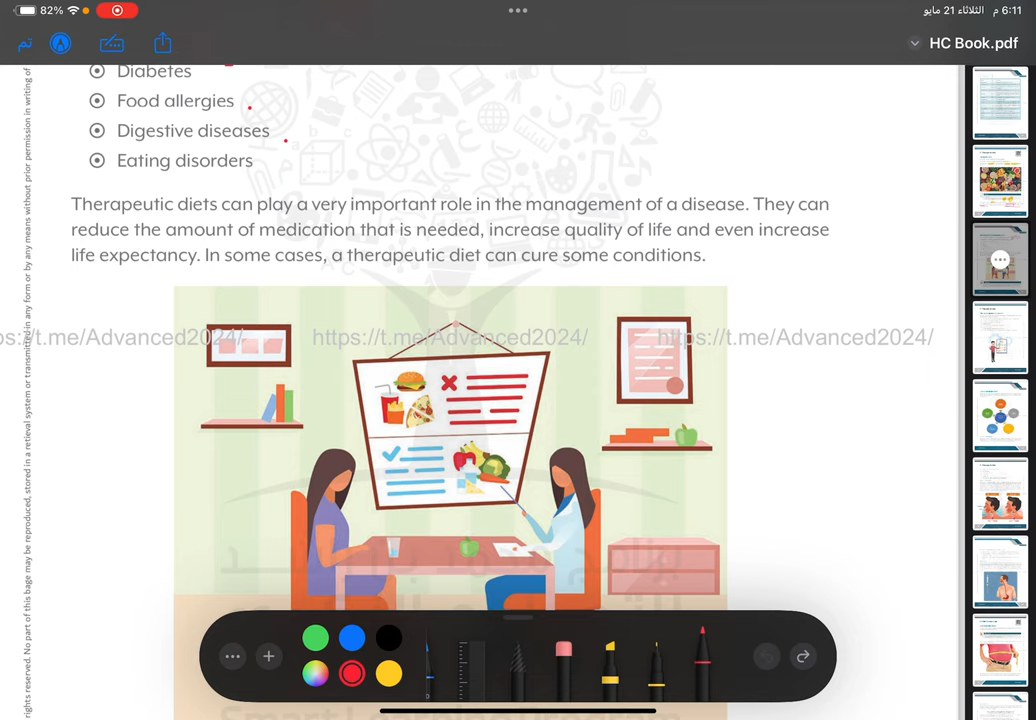 82%
6:11 م الثلاثاء 21 مايو
تم
HC Book.pdf
Diabetes
Food allergies
Digestive diseases
Eating disorders
Therapeutic diets can play a very important role in the management of a disease. They can
reduce the amount of medication that is needed, increase quality of life and even increase
life expectancy. In some cases, a therapeutic diet can cure some conditions.
s://t.me/Advanced2024/ https://t.me/Advanced2024/ https://t.me/Advanced2024/
rights reserved. No part of this bage may be reproduced, stored in a retieval system or transmitted in any form or by any means without prior permission in writing of